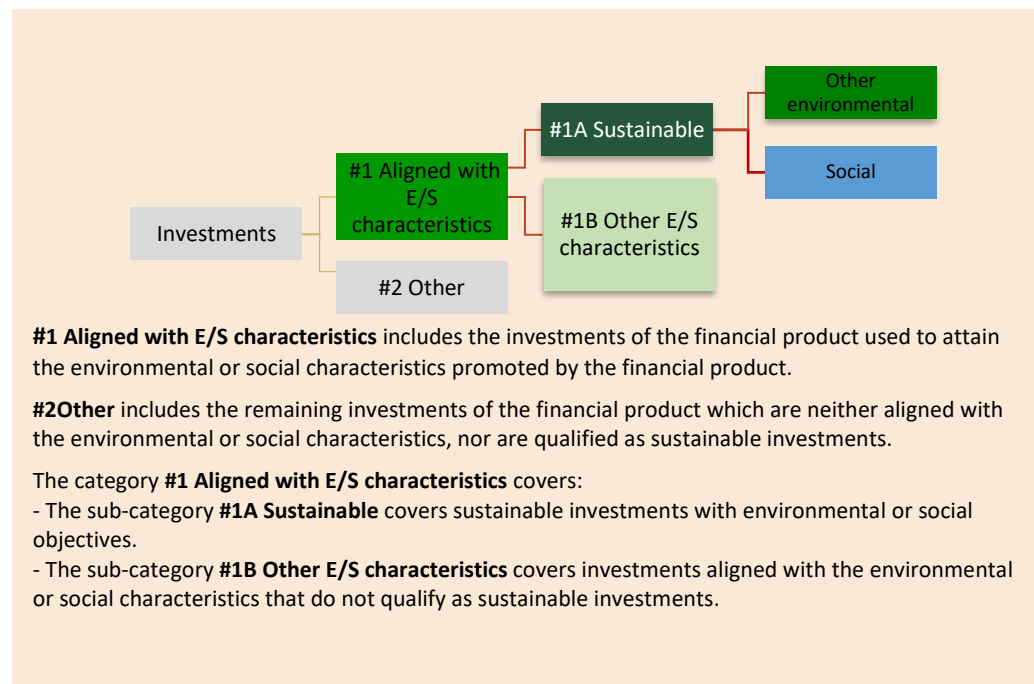 Other
environmental
#1A Sustainable
#1 Aligned with
E/S
characteristics
Social
#1B Other E/S
characteristics
Investments
#2 Other
#1 Aligned with E/S characteristics includes the investments of the financial product used to attain
the environmental or social characteristics promoted by the financial product.
#2Other includes the remaining investments of the financial product which are neither aligned with
the environmental or social characteristics, nor are qualified as sustainable investments.
The category #1 Aligned with E/S characteristics covers:
- The sub-category #1A Sustainable covers sustainable investments with environmental or social
objectives.
- The sub-category #1B Other E/S characteristics covers investments aligned with the environmental
or social characteristics that do not qualify as sustainable investments.